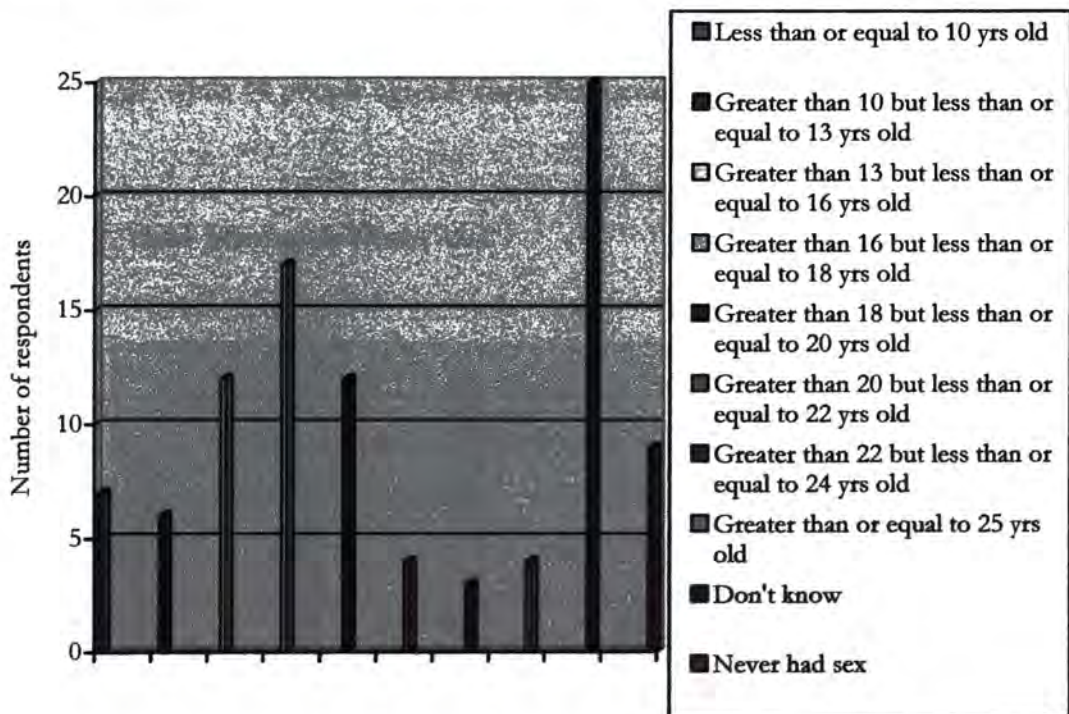 Number of respondents
25
20
15
10
5
0
Less than or equal to 10 yrs old
Greater than 10 but less than or
equal to 13 yrs old
Greater than 13 but less than or
equal to 16 yrs old
Greater than 16 but less than or
equal to 18 yrs old
Greater than 18 but less than or
equal to 20 yrs old
Greater than 20 but less than or
equal to 22 yrs old
Greater than 22 but less than or
equal to 24 yrs old
Greater than or equal to 25 yrs
old
Don't know
Never had sex